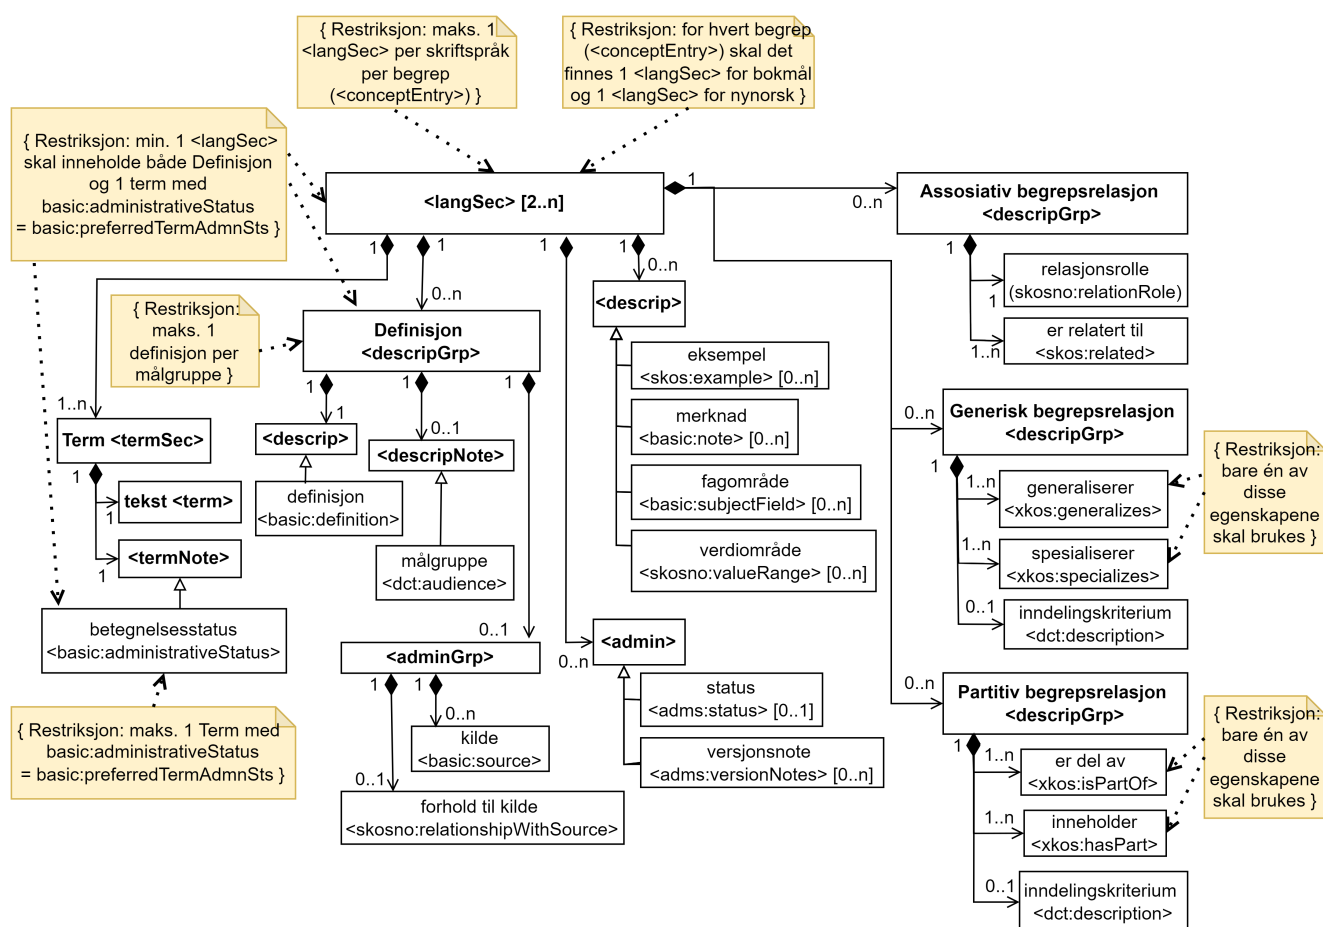 { Restriksjon: maks. 1
<langSec> per skriftspråk
per begrep
(<conceptEntry>) }
{ Restriksjon: for hvert begrep
(<conceptEntry>) skal det
finnes 1 <langSec> for bokmål
og 1 <langSec> for nynorsk }
{ Restriksjon: min. 1 <langSec>
skal inneholde både Definisjon
og 1 term med
basic:administrativeStatus
= basic:preferredTermAdmnSts }
<langSec> [2..n]
1
0..n
Assosiativ begrepsrelasjon
<descripGrp>
1
1
1
1
1
relasjonsrolle
(skosno:relationRole)
1
er relatert til
<skos:related>
1..n
0..n
0..n
{ Restriksjon:
maks. 1
definisjon per
målgruppe }
Definisjon
<descripGrp>
1
1
1
<descrip>
eksempel
<skos:example> [0..n]
merknad
<basic:note> [0..n]
fagområde
<basic:subjectField> [0..n]
verdiområde
<skosno:valueRange> [0..n]
1..n
Term <termSec>
1
tekst <term>
1
<termNote>
1
betegnelsesstatus
<basic:administrativeStatus>
{ Restriksjon: maks. 1 Term med
basic:administrativeStatus
= basic:preferredTermAdmnSts }
1
<descrip>
definisjon
<basic:definition>
0..1
<descripNote>
målgruppe
<dct:audience>
0..1
<adminGrp>
1
1
0..n
kilde
<basic:source>
0..1
forhold til kilde
<skosno:relationshipWithSource>
0..n
<admin>
status
<adms:status> [0..1]
versjonsnote
<adms:versionNotes> [0..n]
0..n
Generisk begrepsrelasjon
<descripGrp>
1
1..n
generaliserer
<xkos:generalizes>
1..n
spesialiserer
<xkos:specializes>
0..1
inndelingskriterium
<dct:description>
{ Restriksjon:
bare én av
disse
egenskapene
skal brukes }
0..n
Partitiv begrepsrelasjon
<descripGrp>
1
1..n
er del av
<xkos:isPartOf>
1..n
inneholder
<xkos:hasPart>
0..1
inndelingskriterium
<dct:description>
{ Restriksjon:
bare én av
disse
egenskapene
skal brukes }